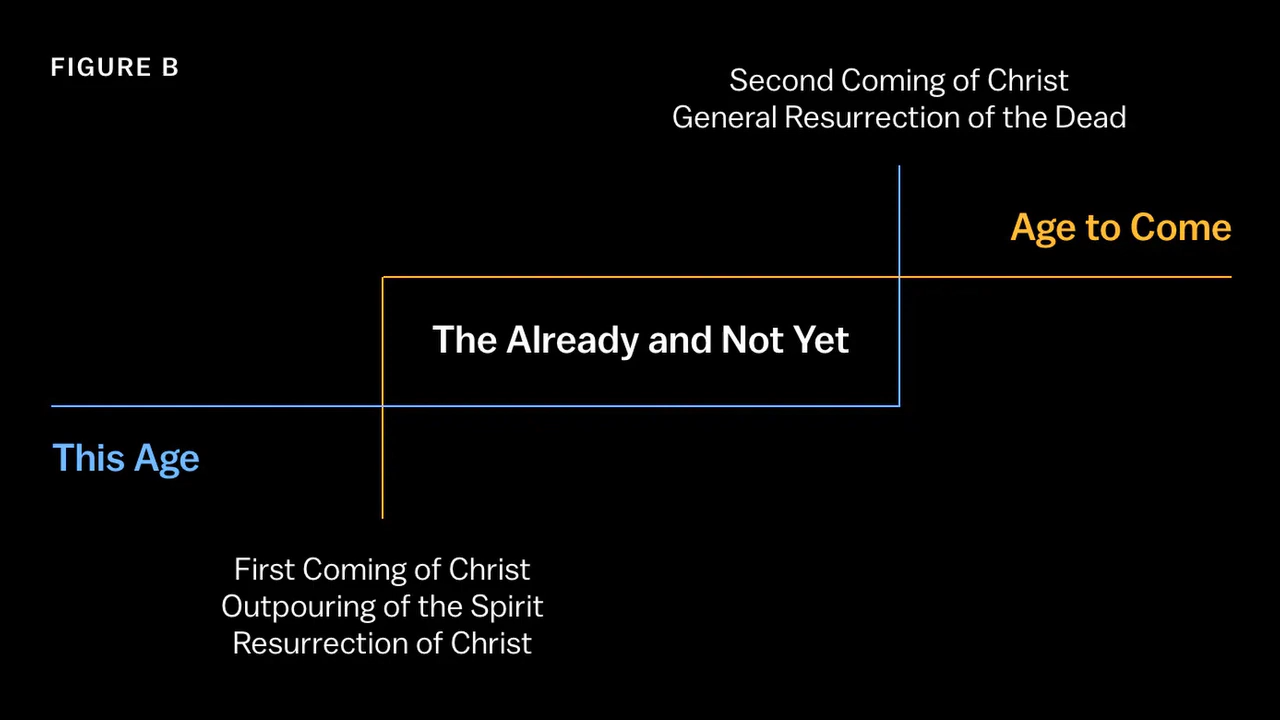 FIGURE B
Second Coming of Christ
General Resurrection of the Dead
Age to Come
The Already and Not Yet
This Age
First Coming of Christ
Outpouring of the Spirit
Resurrection of Christ